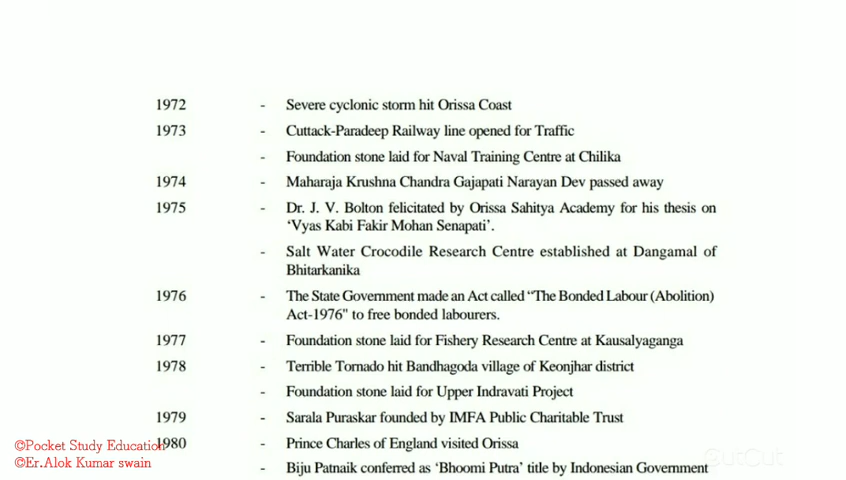 1972 - Severe cyclonic storm hit Orissa Coast
1973 - Cuttack-Paradeep Railway line opened for Traffic
- Foundation stone laid for Naval Training Centre at Chilika
1974 - Maharaja Krushna Chandra Gajapati Narayan Dev passed away
1975 - Dr. J. V. Bolton felicitated by Orissa Sahitya Academy for his thesis on
‘Vyas Kabi Fakir Mohan Senapati’.
- Salt Water Crocodile Research Centre established at Dangamal of
Bhitarkanika
1976 - The State Government made an Act called “The Bonded Labour (Abolition)
Act-1976" to free bonded labourers.
1977 - Foundation stone laid for Fishery Research Centre at Kausalyaganga
1978 - Terrible Tornado hit Bandhagoda village of Keonjhar district
- Foundation stone laid for Upper Indravati Project
1979 - Sarala Puraskar founded by IMFA Public Charitable Trust
1980 - Prince Charles of England visited Orissa
- Biju Patnaik conferred as ‘Bhoomi Putra’ title by Indonesian Government
©Pocket Study Education
©Er.Alok Kumar swain
CutCut